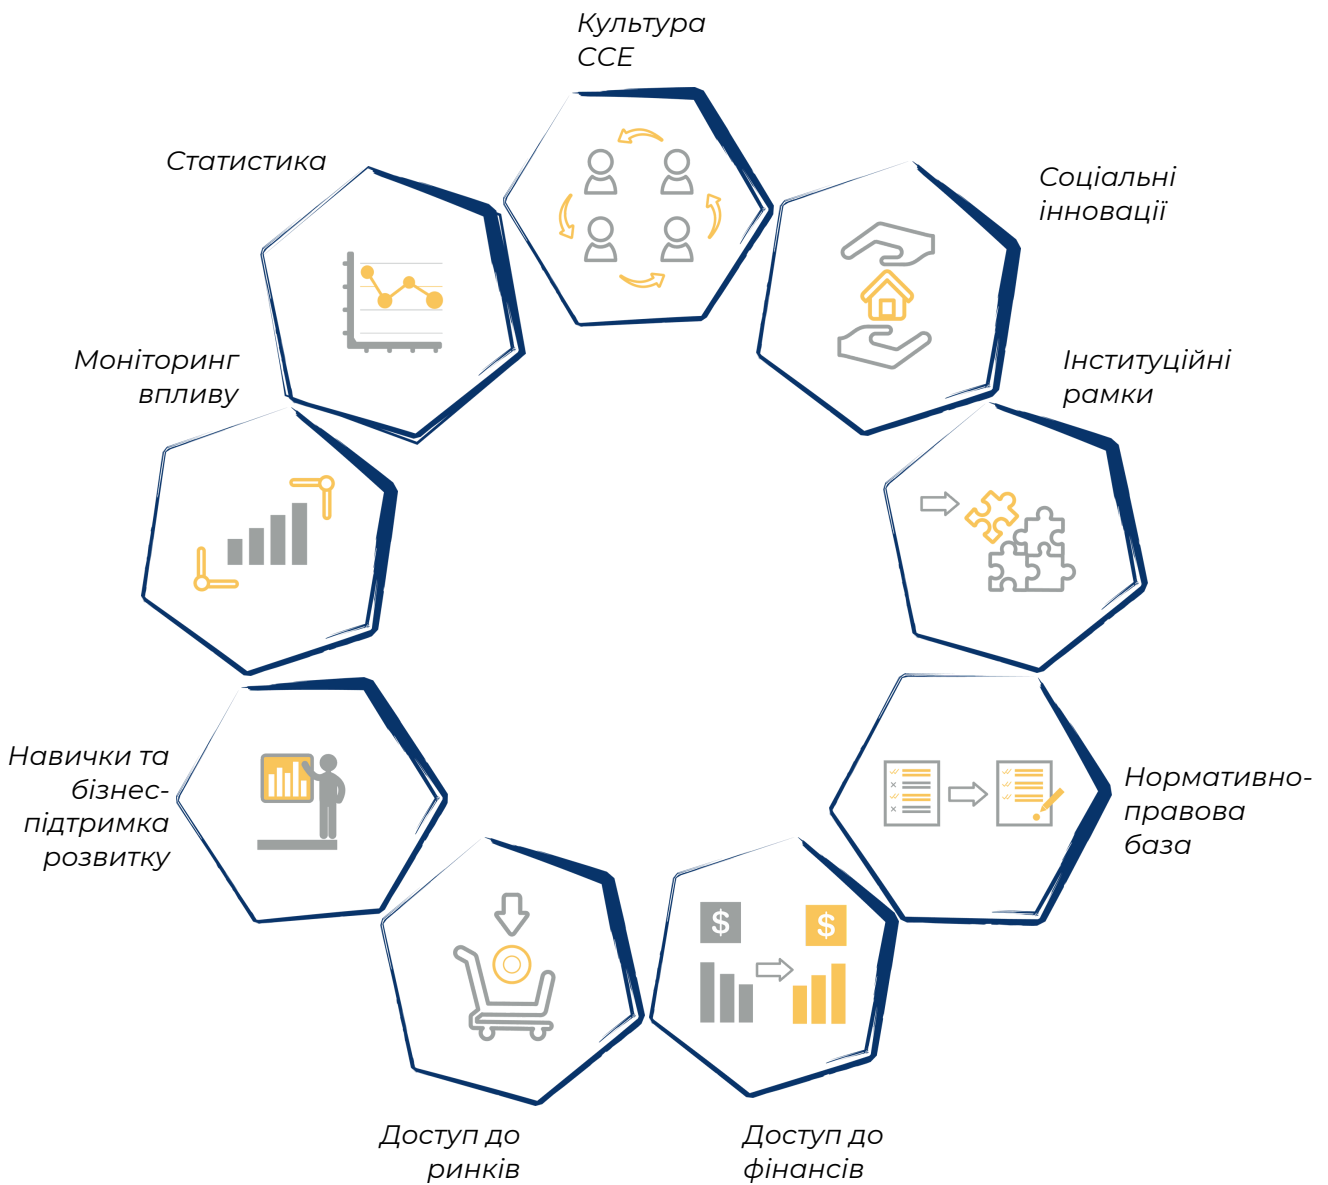 Культура
ССЕ
Соціальні
інновації
Інституційні
рамки
Нормативно-
правова
база
Доступ до
фінансів
Доступ до
ринків
Навички та
бізнес-
підтримка
розвитку
Моніторинг
впливу
Статистика
$
$